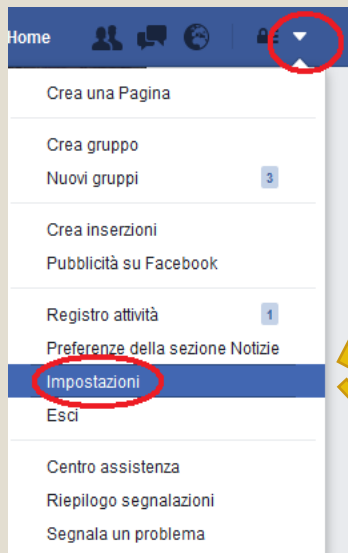 Home
Crea una Pagina
Crea gruppo
Nuovi gruppi 3
Crea inserzioni
Pubblicità su Facebook
Registro attività 1
Preferenze della sezione Notizie
Impostazioni
Esci
Centro assistenza
Riepilogo segnalazioni
Segnala un problema